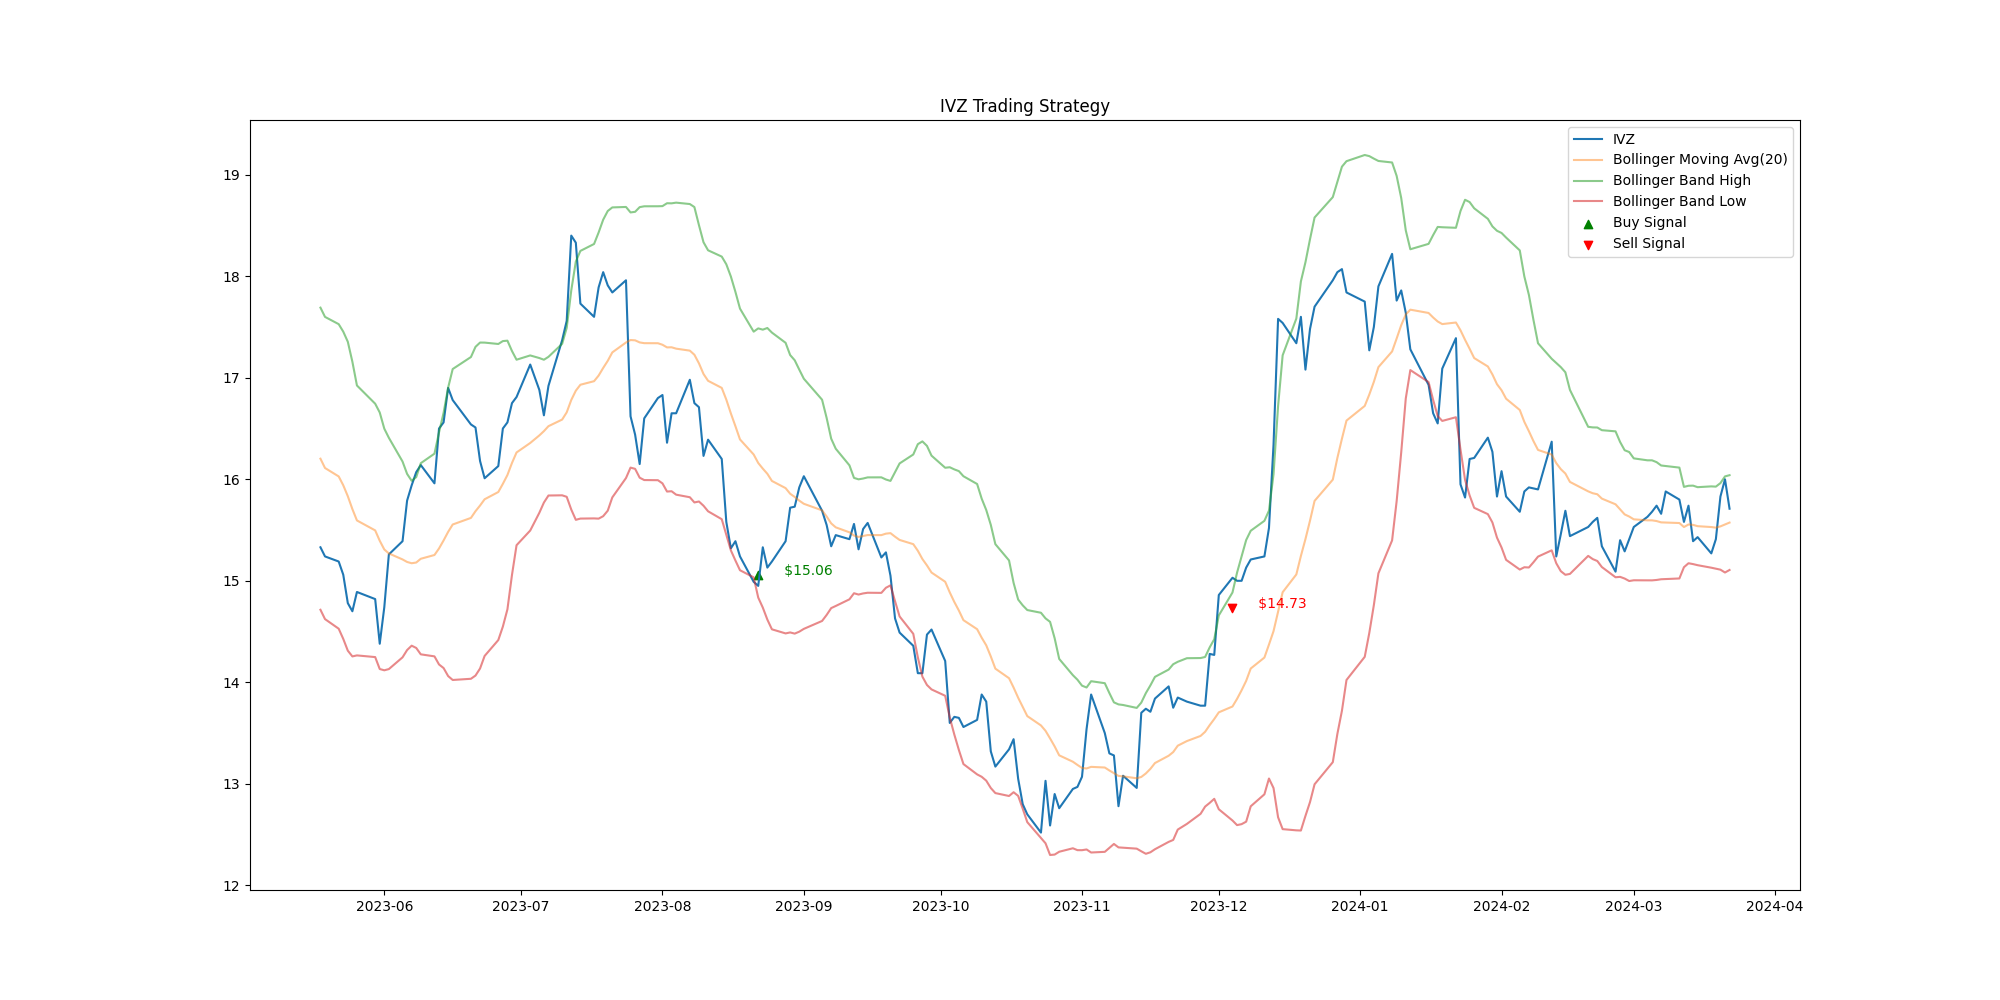 IVZ Trading Strategy
IVZ
Bollinger Moving Avg(20)
Bollinger Band High
Bollinger Band Low
Buy Signal
Sell Signal
19
18
17
16
15
14
13
12
$15.06
$14.73
2023-06 2023-07 2023-08 2023-09 2023-10 2023-11 2023-12 2024-01 2024-02 2024-03 2024-04